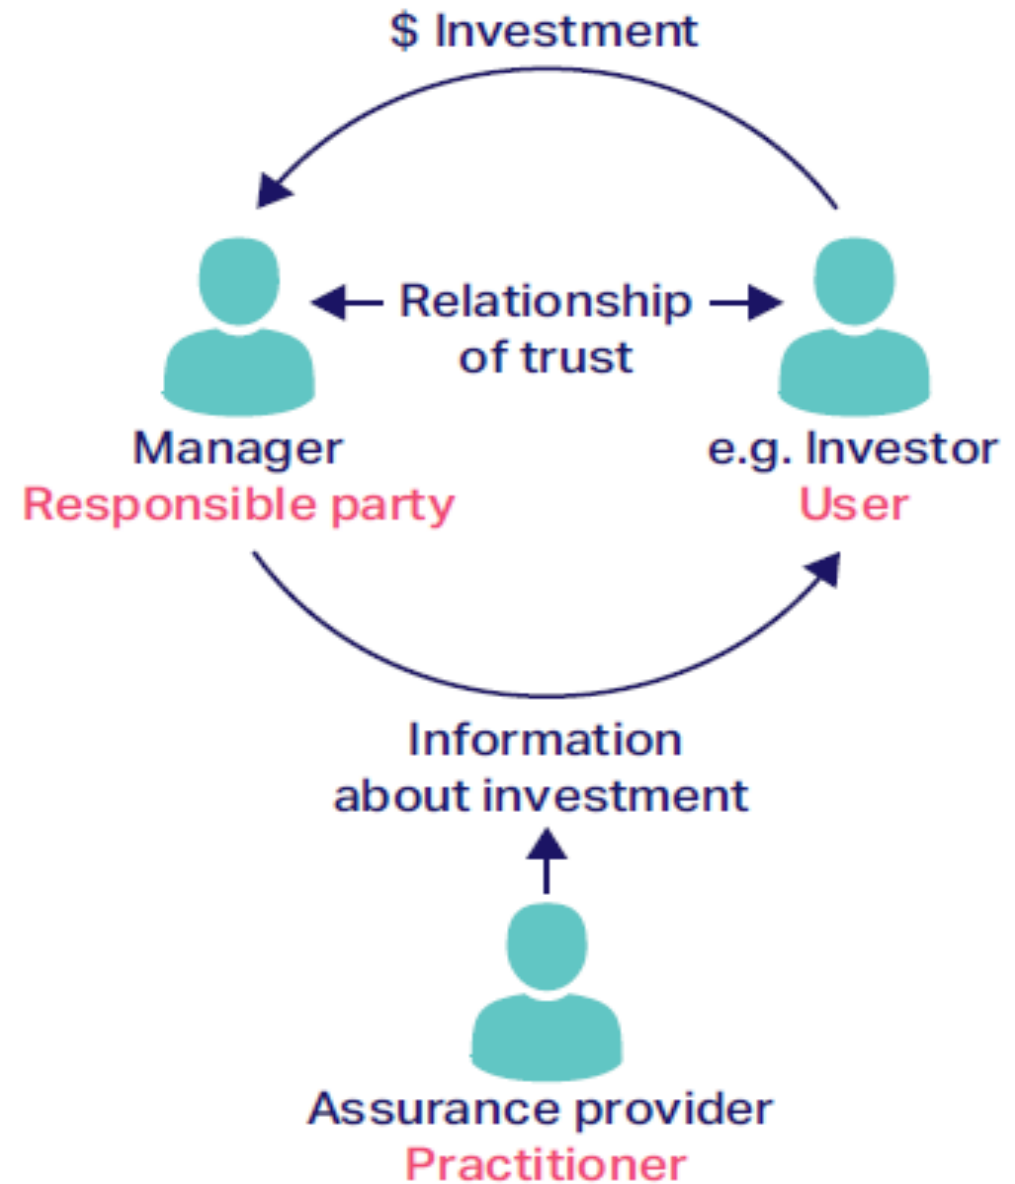 $ Investment
Relationship
of trust
Manager
Responsible party
e.g. Investor
User
Information
about investment
Assurance provider
Practitioner